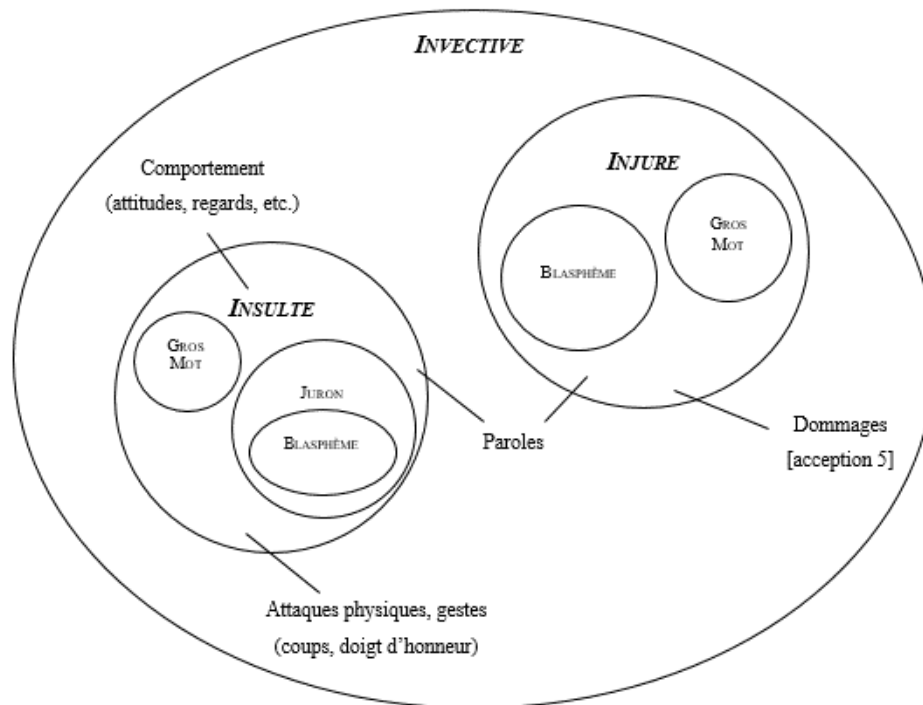 INVECTIVE
INJURE
GROS
MOT
BLASPHÈME
Comportement
(attitudes, regards, etc.)
INSULTE
GROS
MOT
JURON
BLASPHÈME
Paroles
Dommages
[acception 5]
Attaques physiques, gestes
(coups, doigt d’honneur)